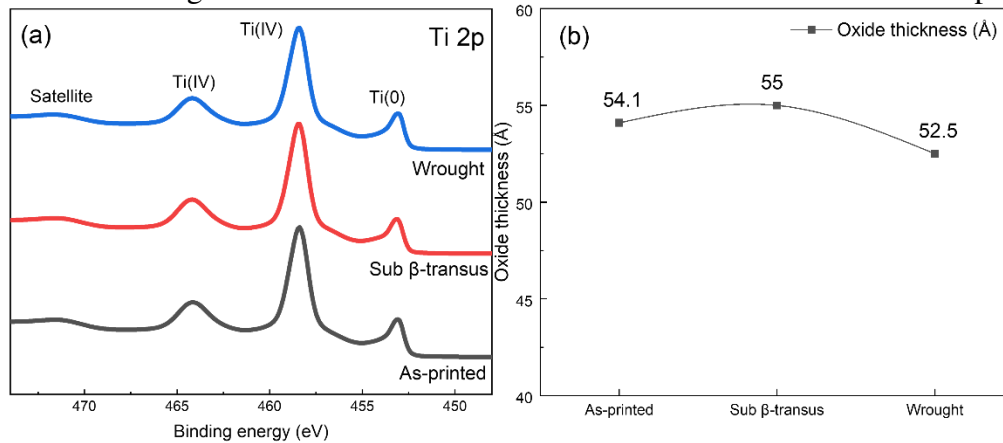 (a)
Ti(IV)
Ti 2p
Ti(IV)
Satellite
Ti(0)
Wrought
Sub β-transus
As-printed
470 465 460 455 450
Binding energy (eV)
(b)
Oxide thickness (Å)
60
55
50
45
40
Oxide thickness (Å)
54.1
55
52.5
As-printed Sub β-transus Wrought